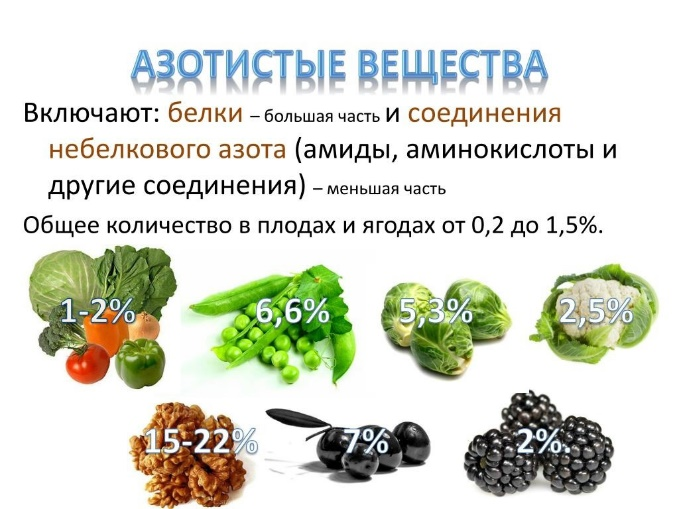 АЗОТИСТЫЕ ВЕЩЕСТВА
Включают: белки – большая часть и соединения
небелкового азота (амиды, аминокислоты и
другие соединения) – меньшая часть
Общее количество в плодах и ягодах от 0,2 до 1,5%.
1-2% 6,6% 5,3% 2,5%
15-22% 7% 2%.